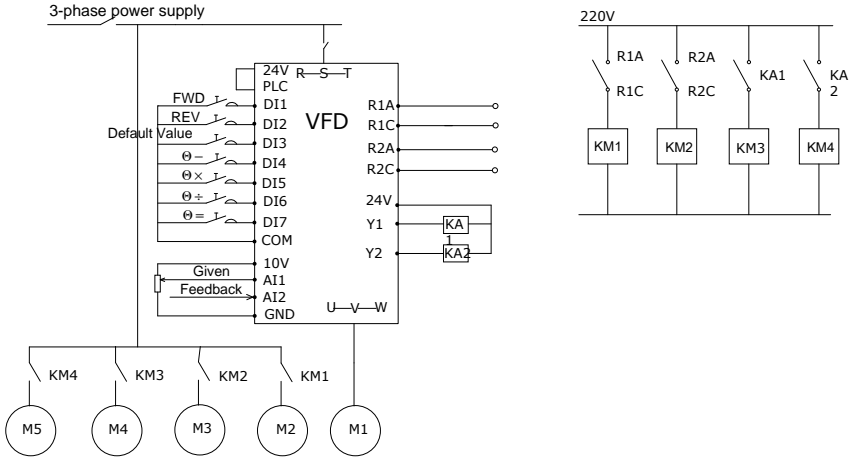 3-phase power supply
24V R S T
PLC
FWD DI1
REV DI2
Default Value DI3
Θ− DI4
Θ× DI5
Θ÷ DI6
Θ= DI7
COM
10V
Given AI1
Feedback AI2
GND
VFD
R1A
R1C
R2A
R2C
24V
Y1 KA
1
Y2 KA2
U V W
KM4 KM3 KM2 KM1
M5 M4 M3 M2 M1
220V
R1A R2A
KA1 KA
2
R1C R2C
KM1 KM2 KM3 KM4